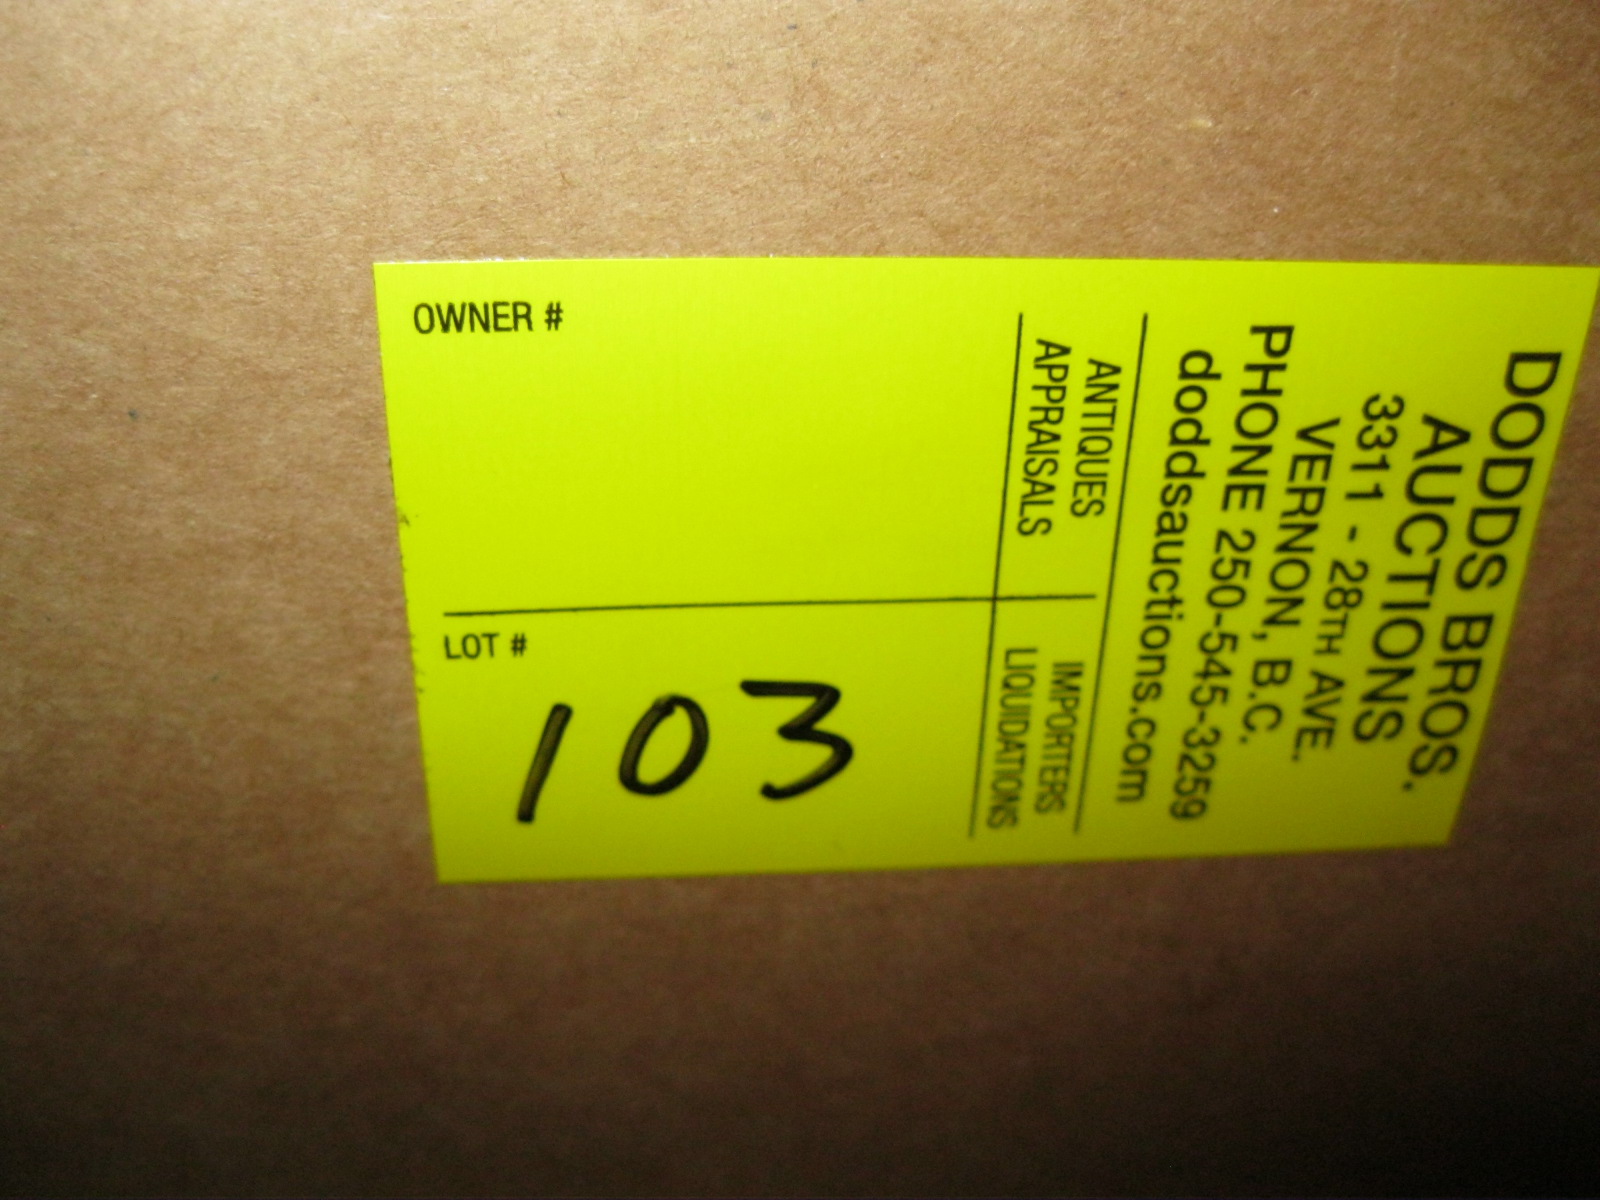 DODDS BROS.
AUCTIONS
3311 - 28TH AVE.
VERNON, B.C.
PHONE 250-545-3259
doddsauctions.com
ANTIQUES
APPRAISALS
IMPORTERS
LIQUIDATIONS
OWNER #
LOT #
103